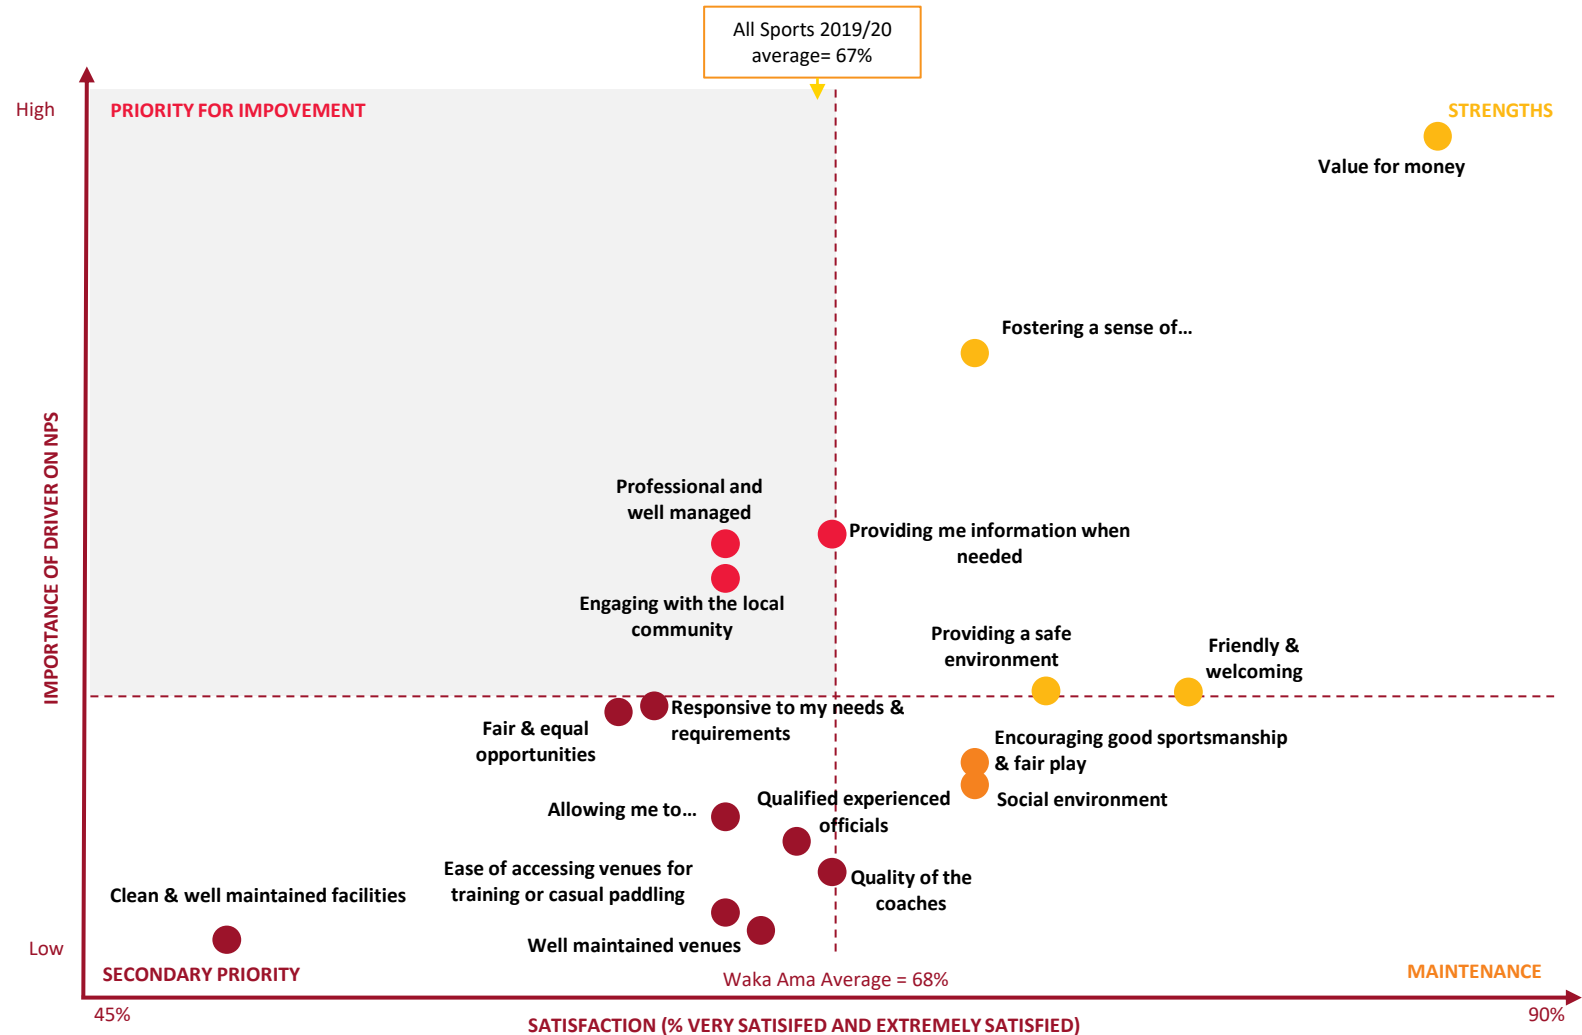 All Sports 2019/20
average= 67%
High
PRIORITY FOR IMPOVEMENT
STRENGTHS
Value for money
Fostering a sense of…
IMPORTANCE OF DRIVER ON NPS
Professional and
well managed
Providing me information when
needed
Engaging with the local
community
Providing a safe
environment
Friendly &
welcoming
Responsive to my needs &
requirements
Fair & equal
opportunities
Encouraging good sportsmanship
& fair play
Social environment
Allowing me to…
Qualified experienced
officials
Ease of accessing venues for
training or casual paddling
Quality of the
coaches
Clean & well maintained facilities
Well maintained venues
Low
SECONDARY PRIORITY
Waka Ama Average = 68%
MAINTENANCE
45%
90%
SATISFACTION (% VERY SATISIFED AND EXTREMELY SATISFIED)